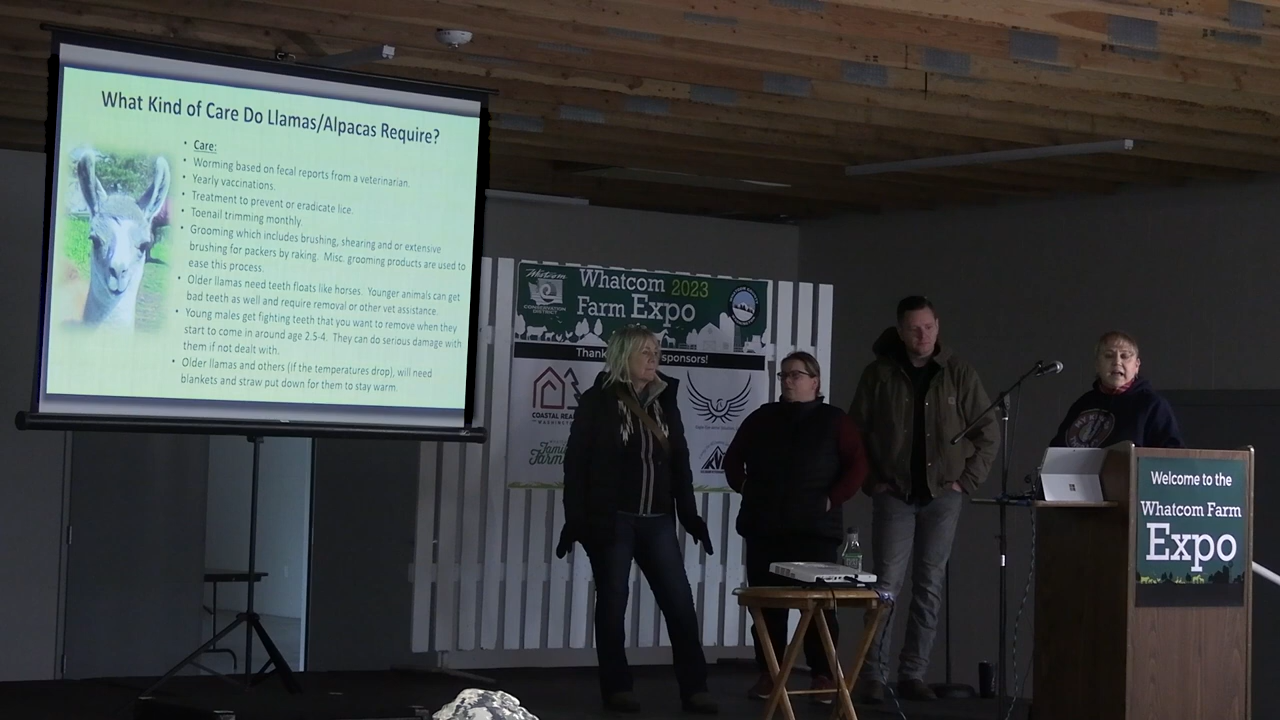 What Kind of Care Do Llamas/Alpacas Require?
• Care:
• Worming based on fecal reports from a veterinarian.
• Yearly vaccinations.
• Treatment to prevent or eradicate lice.
• Toenail trimming monthly.
• Grooming which includes brushing, shearing and or extensive
brushing for packers by raking. Misc. grooming products are used to
ease this process.
• Older llamas need teeth floats like horses. Younger animals can get
bad teeth as well and require removal or other vet assistance.
• Young males get fighting teeth that you want to remove when they
start to come in around age 2.5-4. They can do serious damage with
them if not dealt with.
• Older llamas and others (if the temperatures drop), will need
blankets and straw put down for them to stay warm.
Whatcom
CONSERVATION
DISTRICT
Whatcom 2023
Farm Expo
Thank sponsors!
COASTAL REA
WASHINGT
Farm
Welcome to the
Whatcom Farm
Expo